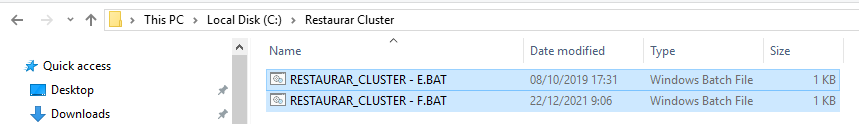 This PC > Local Disk (C:) > Restaurar Cluster
Name Date modified Type Size
Quick access
RESTAURAR_CLUSTER - E.BAT 08/10/2019 17:31 Windows Batch File 1 KB
Desktop
RESTAURAR_CLUSTER - F.BAT 22/12/2021 9:06 Windows Batch File 1 KB
Downloads